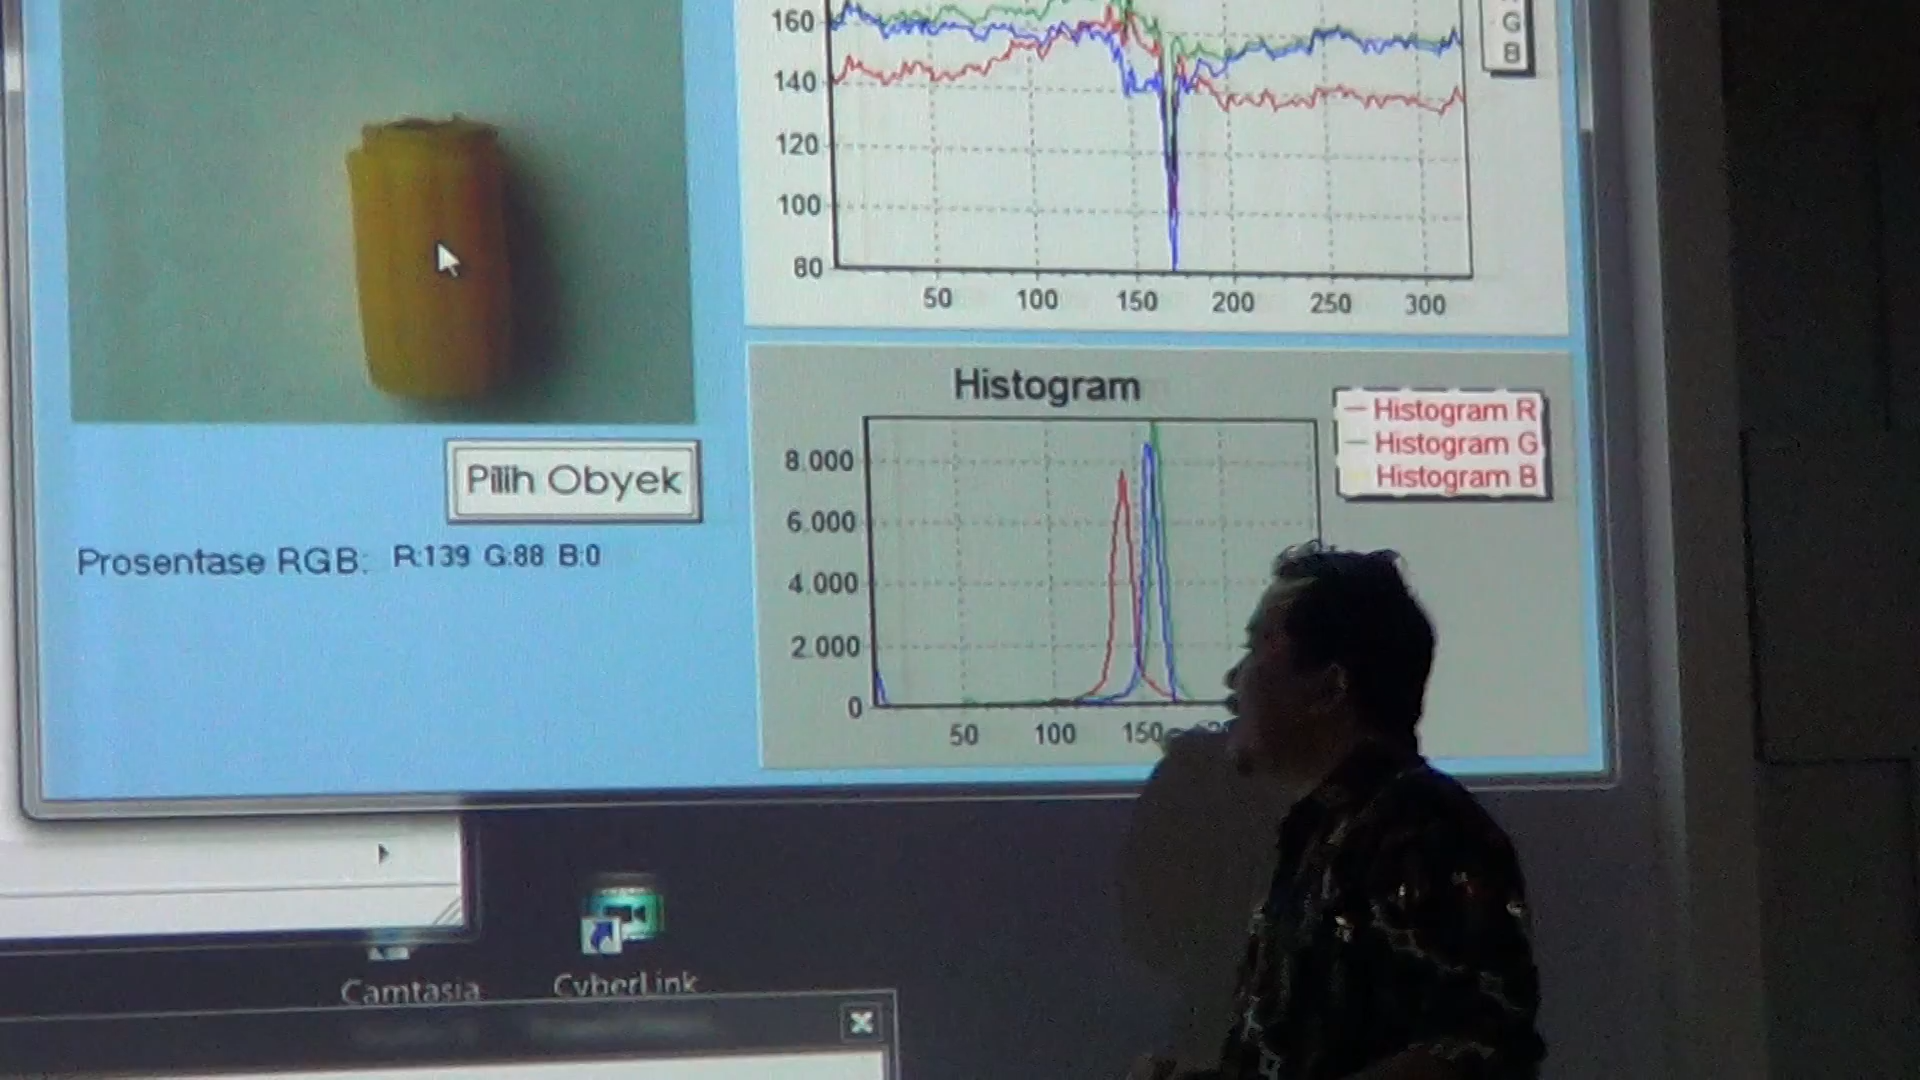 160
140
120
100
80
50 100 150 200 250 300
G
B
Histogram
8.000
6.000
4.000
2.000
0
50 100 150
Histogram R
Histogram G
Histogram B
Pilih Obyek
Prosentase RGB: R:139 G:88 B:0
Camtasia
CyberLink